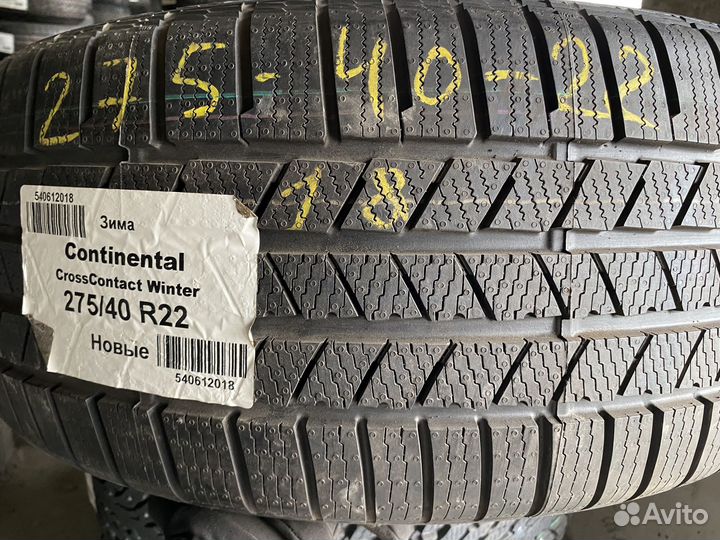 275-40-22
18
540612018
Зима
Continental
CrossContact Winter
275/40 R22
Новые
540612018
Avito